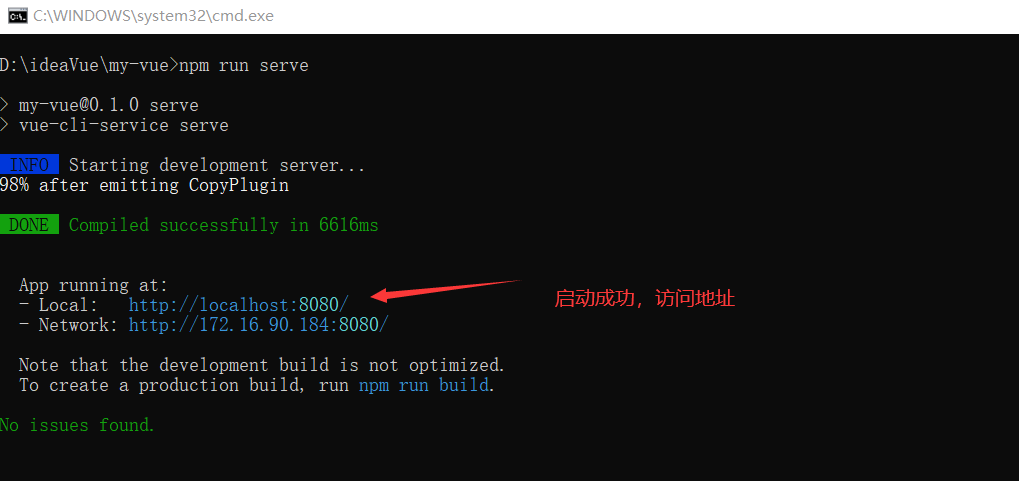 C:\WINDOWS\system32\cmd.exe
D:\ideaVue\my-vue>npm run serve
> my-vue@0.1.0 serve
> vue-cli-service serve
INFO Starting development server...
98% after emitting CopyPlugin
DONE Compiled successfully in 6616ms
App running at:
- Local: http://localhost:8080/
启动成功，访问地址
- Network: http://172.16.90.184:8080/
Note that the development build is not optimized.
To create a production build, run npm run build.
No issues found.